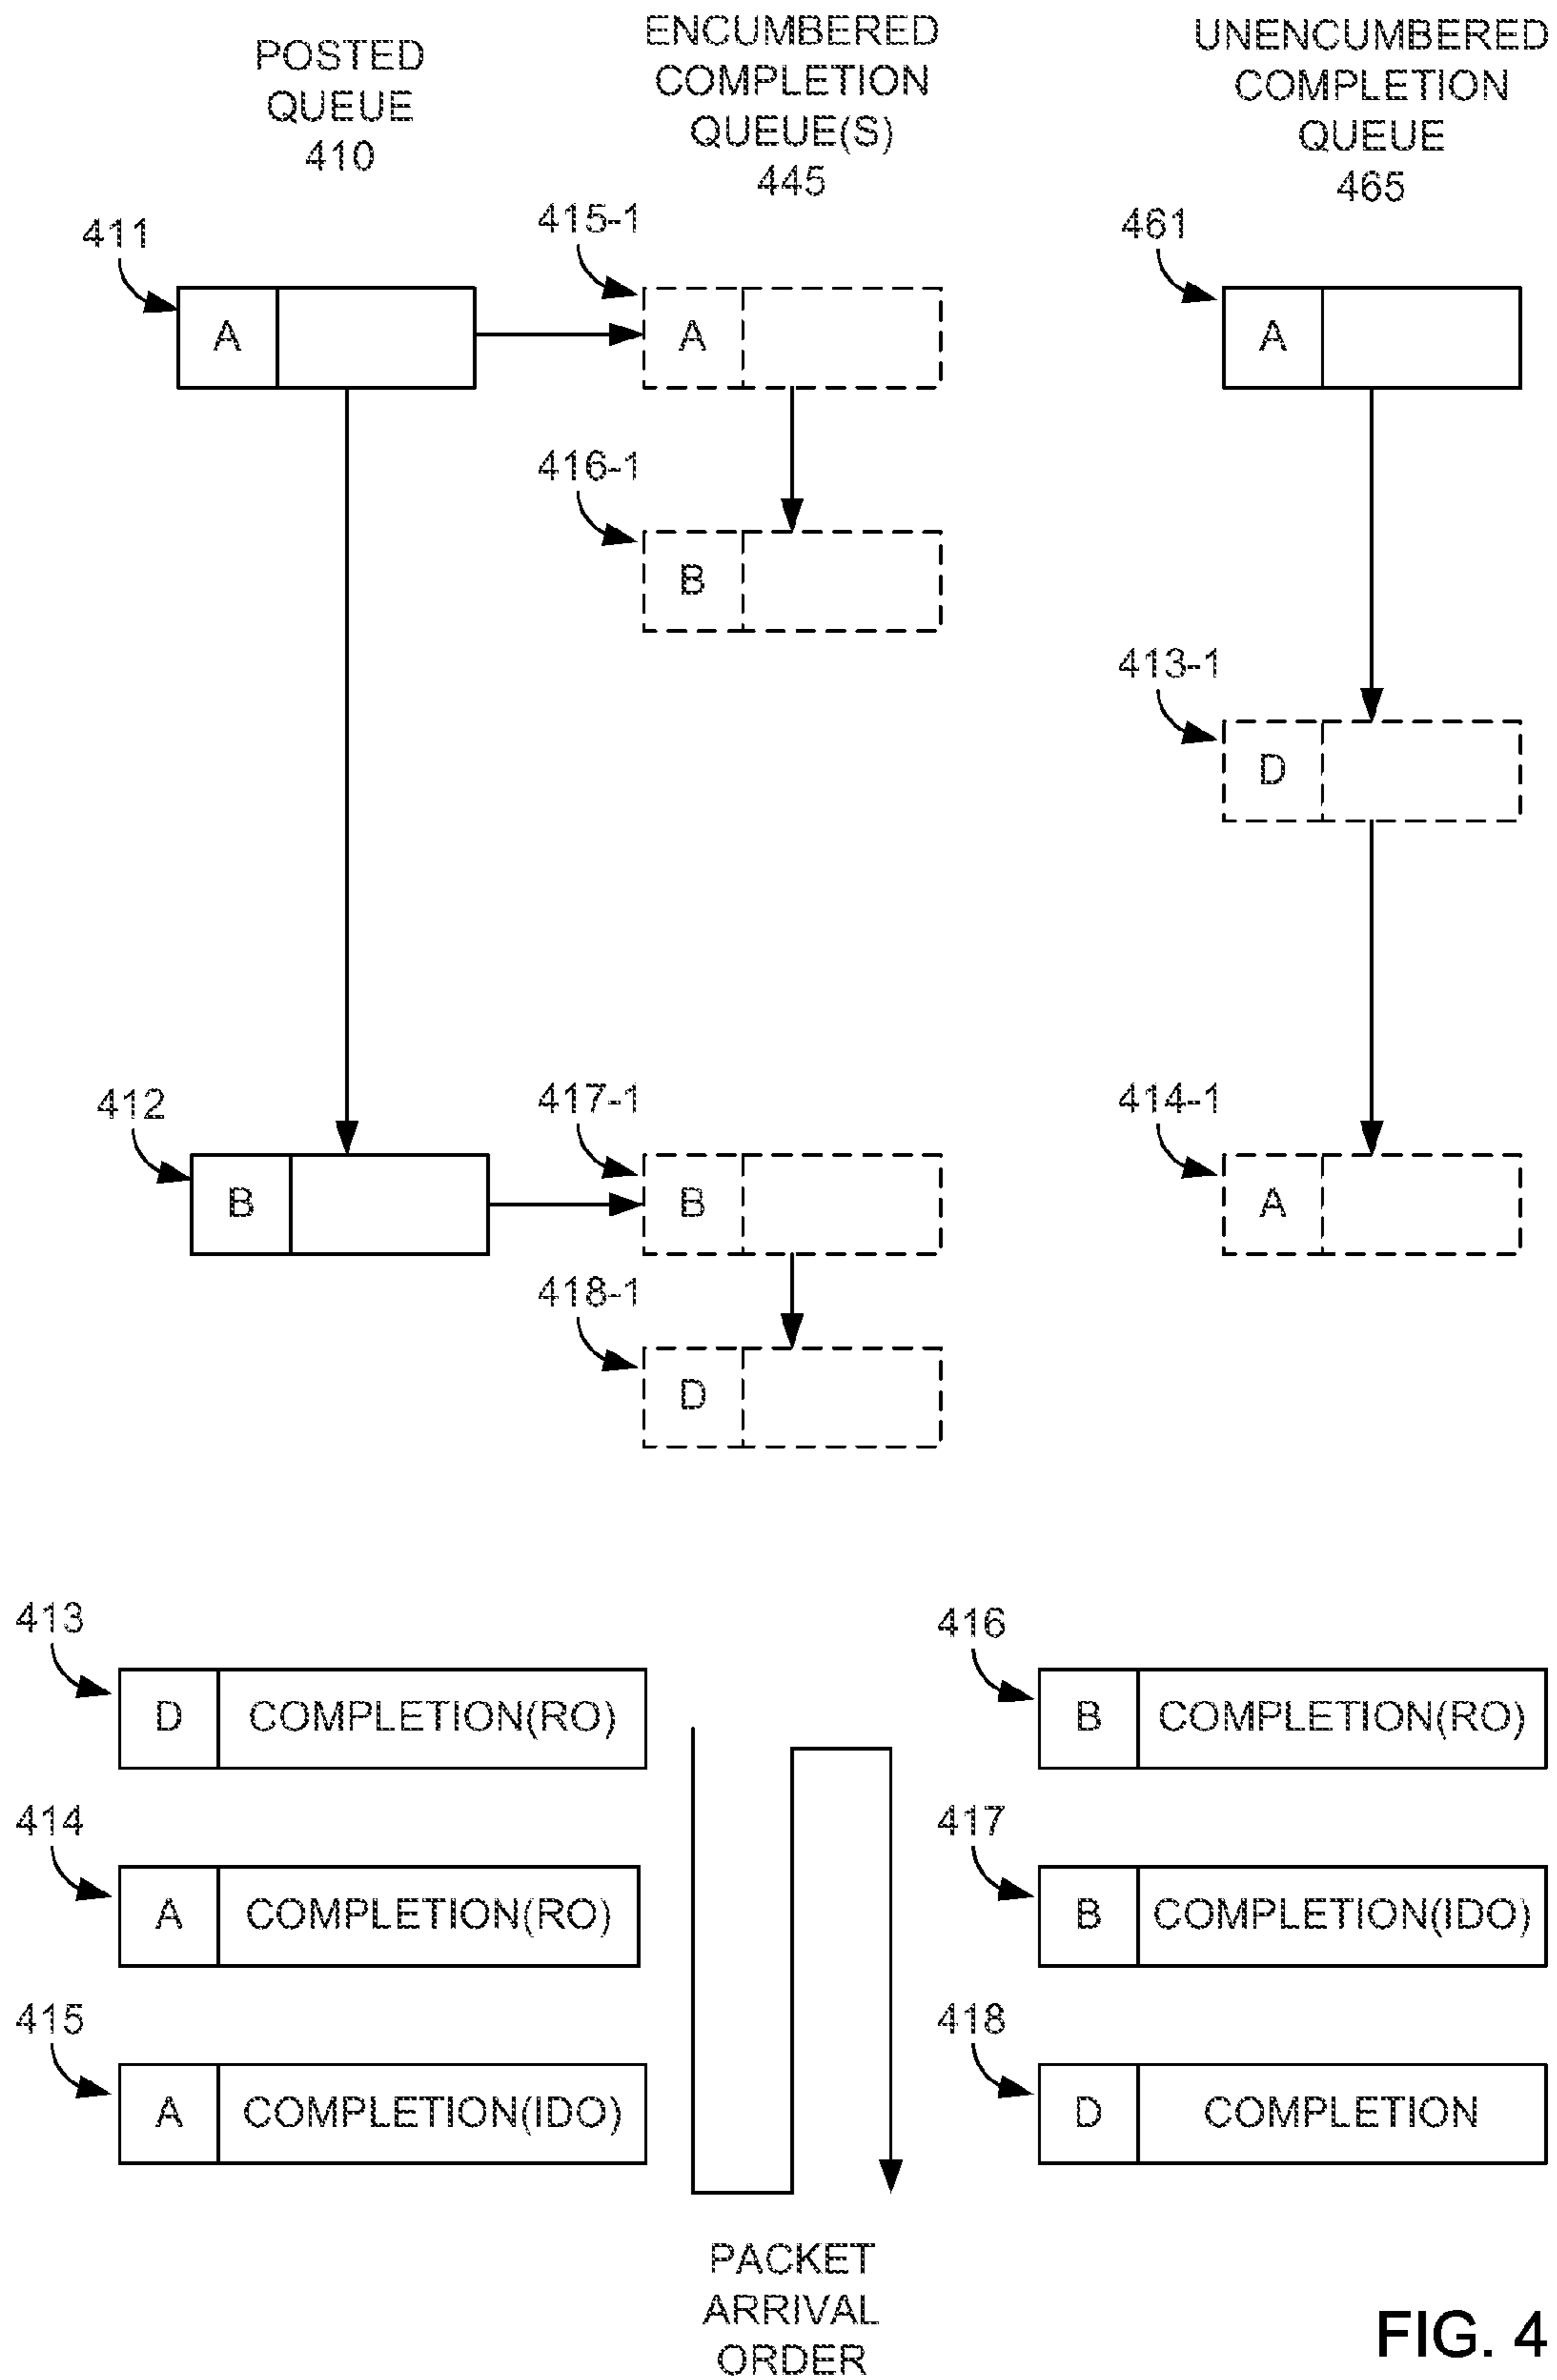 POSTED
QUEUE
410
ENCUMBERED
COMPLETION
QUEUE(S)
445
UNENCUMBERED
COMPLETION
QUEUE
465
411
A
415-1
A
461
A
416-1
B
413-1
D
412
B
417-1
B
414-1
A
418-1
D
413
D COMPLETION(RO)
414
A COMPLETION(RO)
415
A COMPLETION(IDO)
416
B COMPLETION(RO)
417
B COMPLETION(IDO)
418
D COMPLETION
PACKET
ARRIVAL
ORDER
FIG. 4